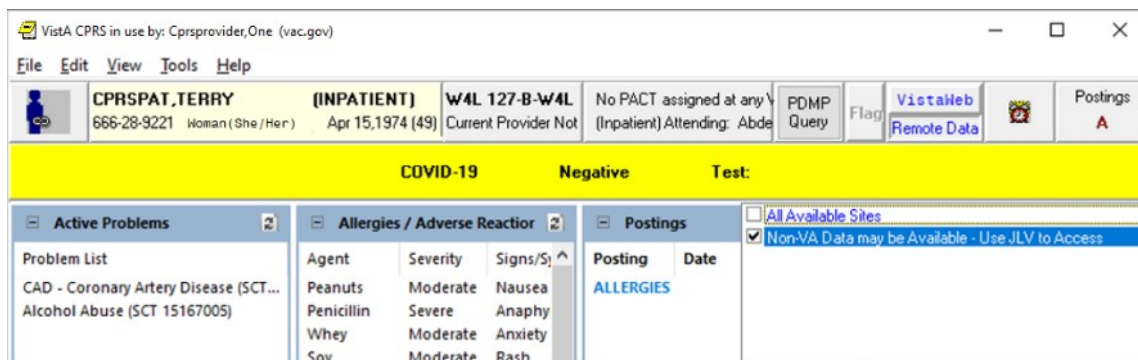 VistA CPRS in use by: Cprsprovider,One (vac.gov)
File Edit View Tools Help
CPRSPAT,TERRY (INPATIENT) W4L 127-B-W4L No PACT assigned at any V PDMP Query Flag VistaWeb Remote Data Postings A
666-28-9221 Woman(She/Her) Apr 15,1974 (49) Current Provider Not (Inpatient) Attending: Abde
COVID-19 Negative Test:
Active Problems Allergies / Adverse Reactior Postings All Available Sites
Non-VA Data may be Available - Use JLV to Access
Problem List Agent Severity Signs/Sy Posting Date
CAD - Coronary Artery Disease (SCT... Peanuts Moderate Nausea ALLERGIES
Alcohol Abuse (SCT 15167005) Penicillin Severe Anaphy
Whey Moderate Anxiety
Soy Moderate Rash